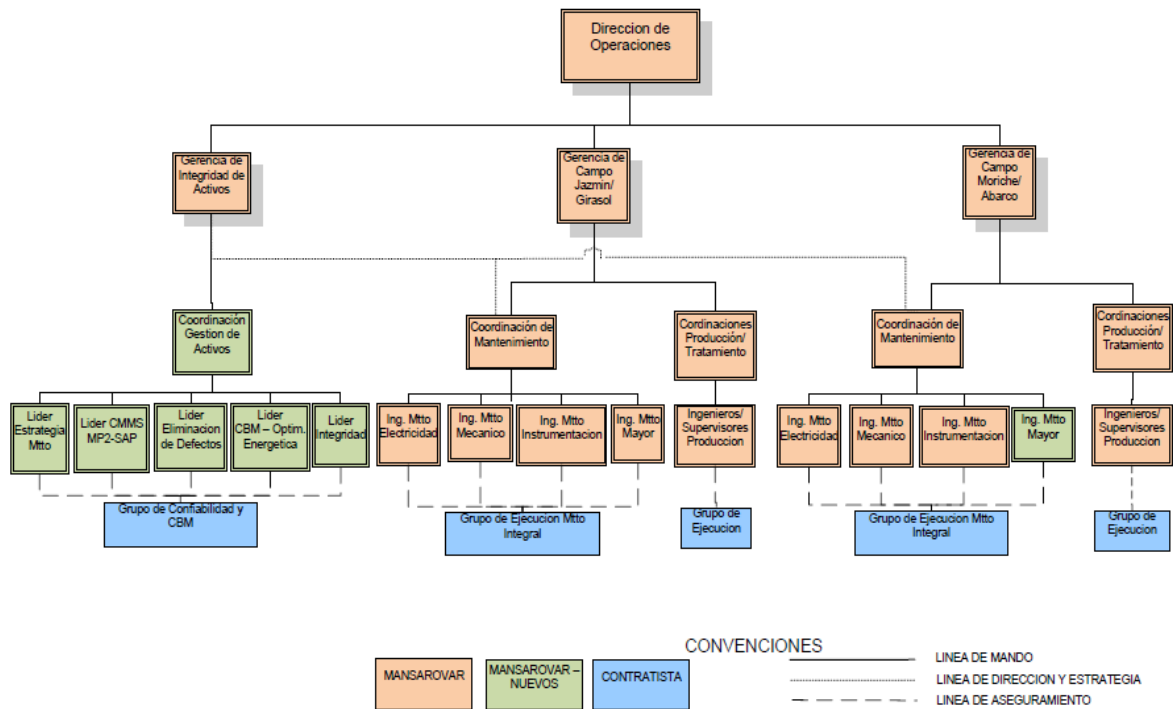 Direccion de
Operaciones
Gerencia de
Integridad de
Activos
Gerencia de
Campo
Jazmin/
Girasol
Gerencia de
Campo
Moriche/
Abarco
Coordinación
Gestion de
Activos
Coordinación de
Mantenimiento
Cordinaciones
Producción/
Tratamiento
Coordinación de
Mantenimiento
Cordinaciones
Producción/
Tratamiento
Lider
Estrategia
Mtto
Lider CMMS
MP2-SAP
Lider
Eliminacion
de Defectos
Lider
CBM – Optim.
Energetica
Lider
Integridad
Ing. Mtto
Electricidad
Ing. Mtto
Mecanico
Ing. Mtto
Instrumentacion
Ing. Mtto
Mayor
Ingenieros/
Supervisores
Produccion
Ing. Mtto
Electricidad
Ing. Mtto
Mecanico
Ing. Mtto
Instrumentacion
Ing. Mtto
Mayor
Ingenieros/
Supervisores
Produccion
Grupo de Confiabilidad y
CBM
Grupo de Ejecucion Mtto
Integral
Grupo de
Ejecucion
Grupo de Ejecucion Mtto
Integral
Grupo de
Ejecucion
CONVENCIONES
MANSAROVAR
MANSAROVAR –
NUEVOS
CONTRATISTA
LINEA DE MANDO
LINEA DE DIRECCION Y ESTRATEGIA
LINEA DE ASEGURAMIENTO